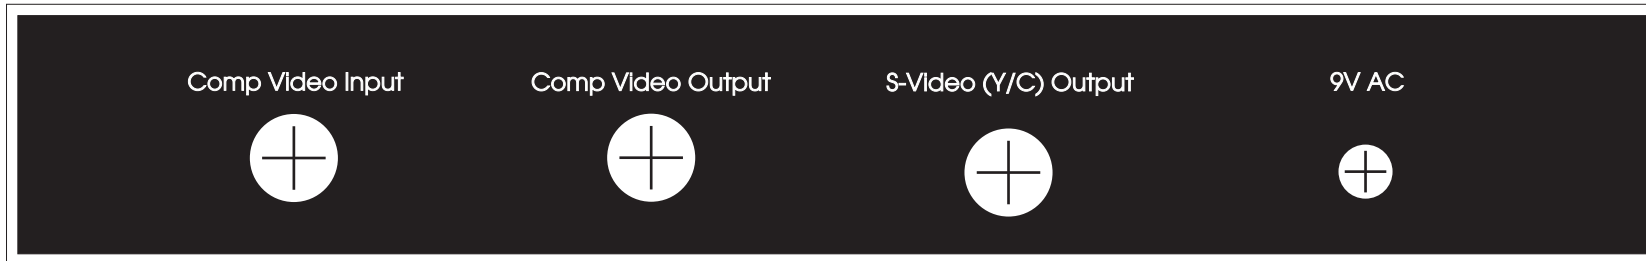 Comp Video Input
Comp Video Output
S-Video (Y/C) Output
9V AC